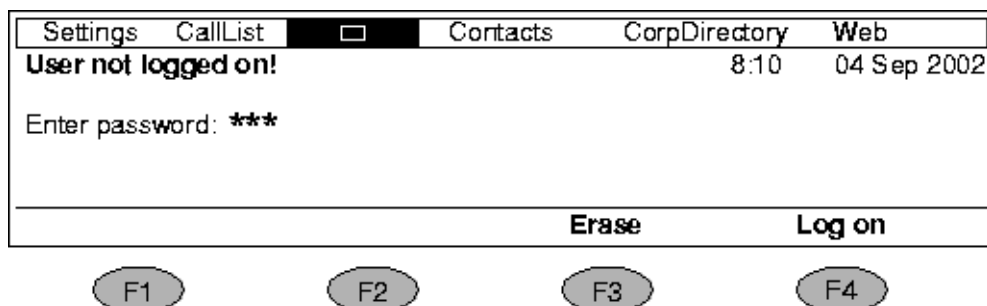 Settings CallList Contacts CorpDirectory Web
User not logged on! 8:10 04 Sep 2002
Enter password: ***
Erase Log on
F1 F2 F3 F4